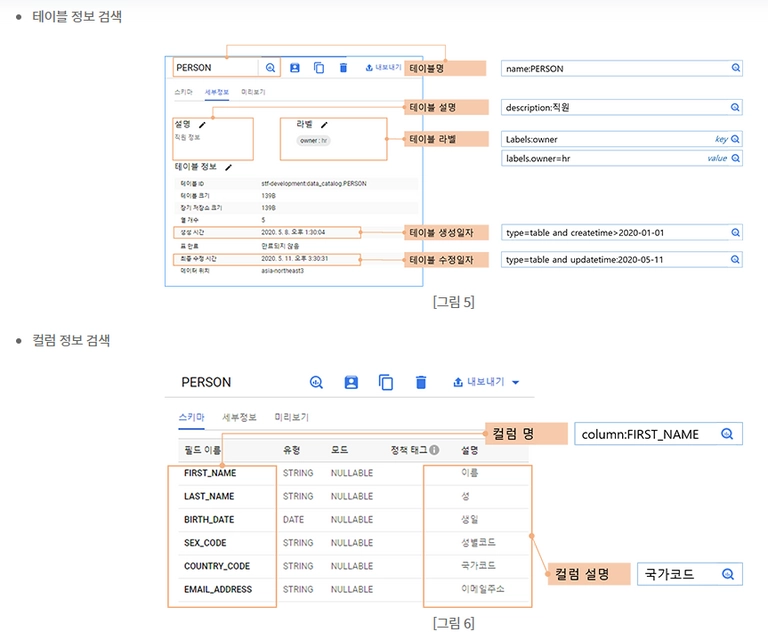 테이블 정보 검색
PERSON
내보내기
테이블명
name:PERSON
스키마 세부정보 미리보기
테이블 설명
description:직원
설명
직원 정보
라벨
owner : hr
테이블 라벨
Labels:owner key
labels.owner=hr value
테이블 정보
테이블 ID stf-development:data_catalog.PERSON
테이블 크기 139B
장기 저장소 크기 139B
열 개수 5
생성 시간 2020. 5. 8. 오후 1:30:04
테이블 생성일자
type=table and createtime>2020-01-01
표 만료 만료되지 않음
최종 수정 시간 2020. 5. 11. 오후 3:30:31
테이블 수정일자
type=table and updatetime:2020-05-11
데이터 위치 asia-northeast3
[그림 5]
컬럼 정보 검색
PERSON
내보내기
스키마 세부정보 미리보기
컬럼 명
column:FIRST_NAME
필드 이름 유형 모드 정책 태그 설명
FIRST_NAME STRING NULLABLE 이름
LAST_NAME STRING NULLABLE 성
BIRTH_DATE DATE NULLABLE 생일
SEX_CODE STRING NULLABLE 성별코드
COUNTRY_CODE STRING NULLABLE 국가코드
컬럼 설명
국가코드
EMAIL_ADDRESS STRING NULLABLE 이메일주소
[그림 6]